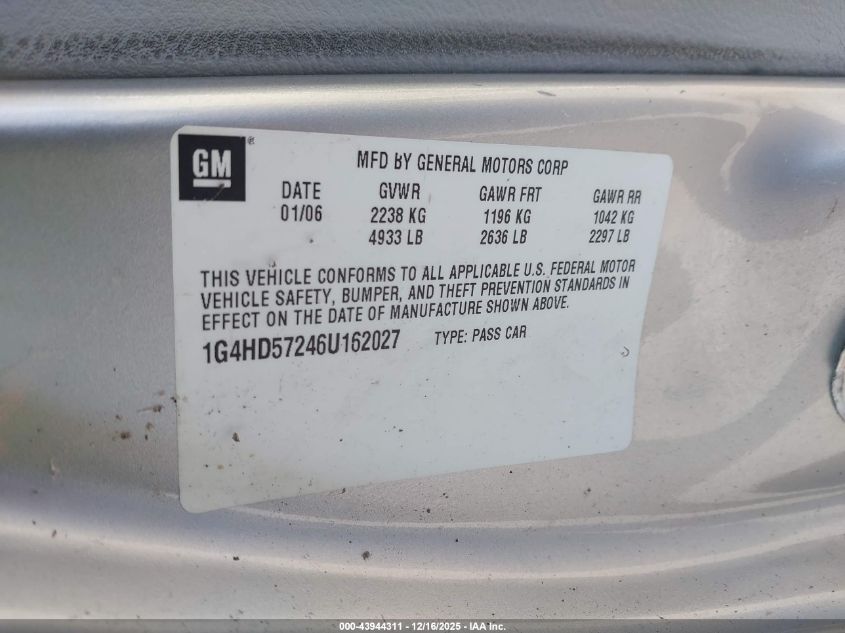 GM®
MFD BY GENERAL MOTORS CORP
DATE GVWR GAWR FRT GAWR RR
01/06 2238 KG 1196 KG 1042 KG
4933 LB 2636 LB 2297 LB
THIS VEHICLE CONFORMS TO ALL APPLICABLE U.S. FEDERAL MOTOR
VEHICLE SAFETY, BUMPER, AND THEFT PREVENTION STANDARDS IN
EFFECT ON THE DATE OF MANUFACTURE SHOWN ABOVE.
1G4HD57246U162027 TYPE: PASS CAR
000-43944311 - 12/16/2025 - IAA Inc.